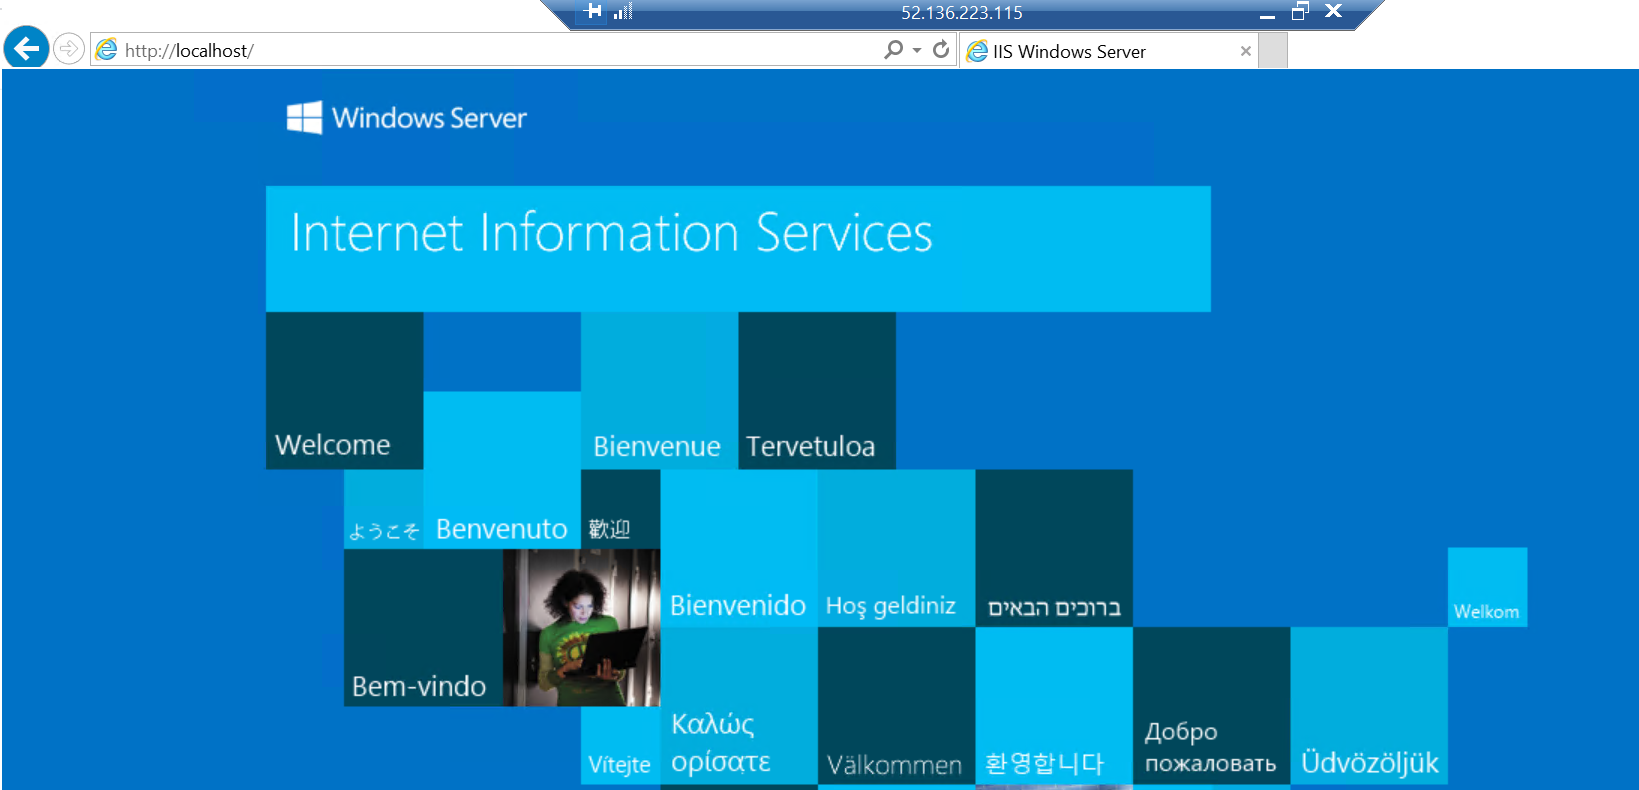 52.136.223.115
http://localhost/
IIS Windows Server
Windows Server
Internet Information Services
Welcome
Bienvenue
Tervetuloa
ようこそ
Benvenuto
歡迎
Bienvenido
Hoş geldiniz
ברוכים הבאים
Welkom
Bem-vindo
Vítejte
Καλώς
ορίσατε
Välkommen
환영합니다
Добро
пожаловать
Üdvözöljük